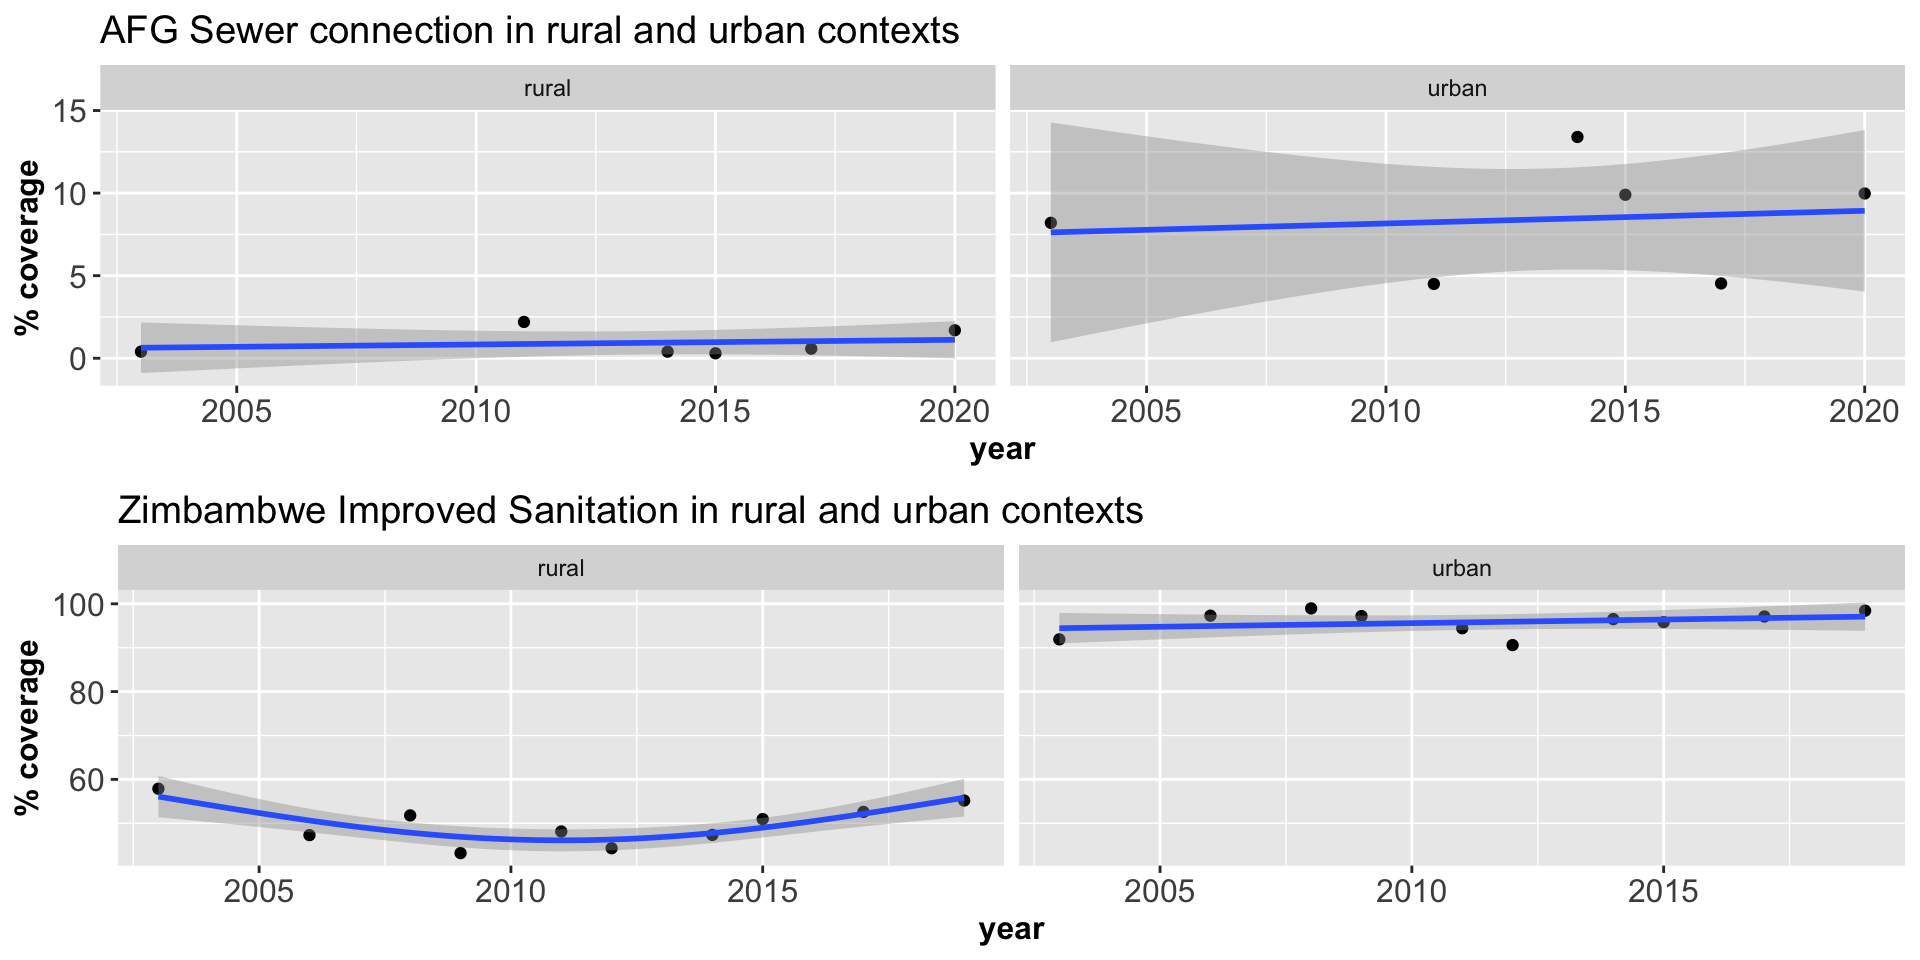 AFG Sewer connection in rural and urban contexts
rural
urban
15
10
5
0
% coverage
2005 2010 2015 2020
2005 2010 2015 2020
year
Zimbambwe Improved Sanitation in rural and urban contexts
rural
urban
100
80
60
% coverage
2005 2010 2015
2005 2010 2015
year